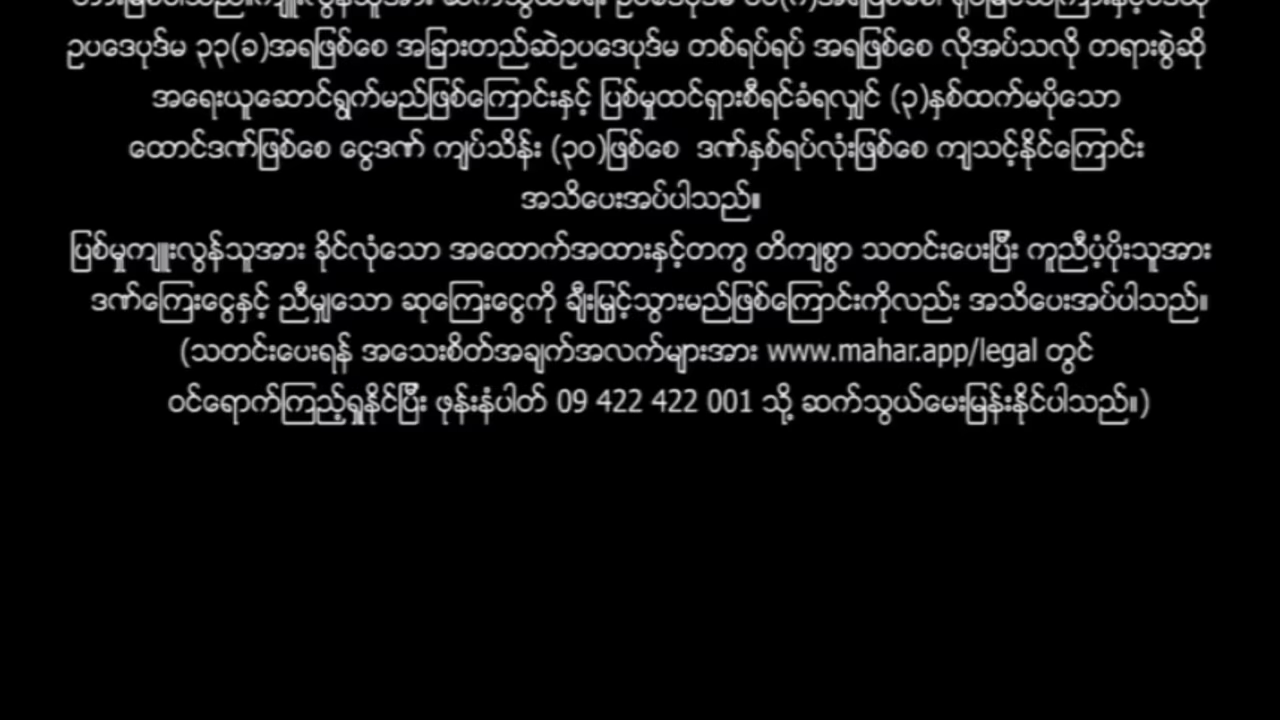 ဥပဒေပုဒ်မ ၃၃(ခ)အရဖြစ်စေ အခြားတည်ဆဲဥပဒေပုဒ်မ တစ်ရပ်ရပ် အရဖြစ်စေ လိုအပ်သလို တရားစွဲဆို
အရေးယူဆောင်ရွက်မည်ဖြစ်ကြောင်းနှင့် ပြစ်မှုထင်ရှားစီရင်ခံရလျှင် (၃)နှစ်ထက်မပိုသော
ထောင်ဒဏ်ဖြစ်စေ ငွေဒဏ် ကျပ်သိန်း (၃၀)ဖြစ်စေ ဒဏ်နှစ်ရပ်လုံးဖြစ်စေ ကျသင့်နိုင်ကြောင်း
အသိပေးအပ်ပါသည်။
ပြစ်မှုကျူးလွန်သူအား ခိုင်လုံသော အထောက်အထားနှင့်တကွ တိကျစွာ သတင်းပေးပြီး ကူညီပံ့ပိုးသူအား
ဒဏ်ကြေးငွေနှင့် ညီမျှသော ဆုကြေးငွေကို ချီးမြှင့်သွားမည်ဖြစ်ကြောင်းကိုလည်း အသိပေးအပ်ပါသည်။
(သတင်းပေးရန် အသေးစိတ်အချက်အလက်များအား www.mahar.app/legal တွင်
ဝင်ရောက်ကြည့်ရှုနိုင်ပြီး ဖုန်းနံပါတ် 09 422 422 001 သို့ ဆက်သွယ်မေးမြန်းနိုင်ပါသည်။)